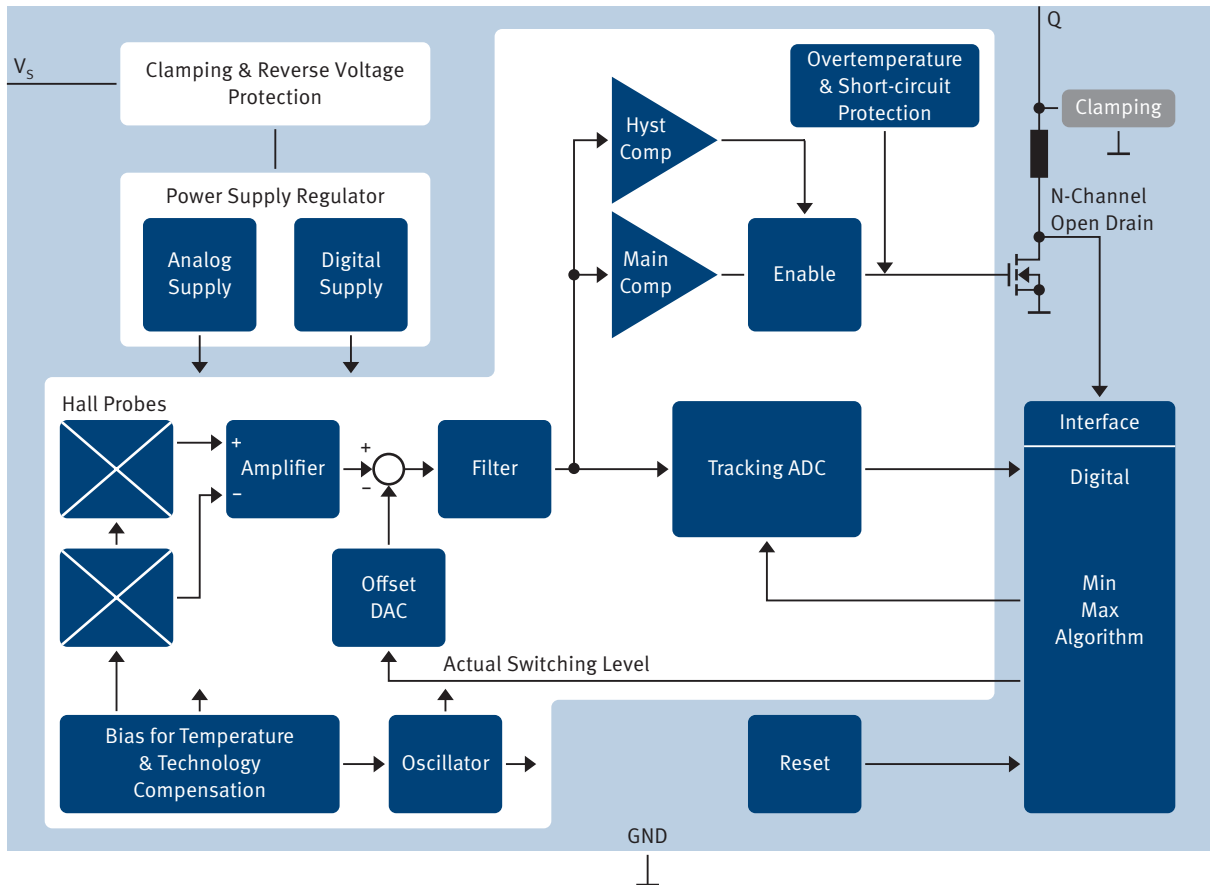 Q
V_S
Clamping & Reverse Voltage
Protection
Overtemperature
& Short-circuit
Protection
Clamping
Hyst
Comp
Power Supply Regulator
N-Channel
Open Drain
Analog
Supply
Digital
Supply
Main
Comp
Enable
Hall Probes
+
−
Amplifier
+
−
Filter
Tracking ADC
Interface
Digital
Offset
DAC
Min
Max
Algorithm
Actual Switching Level
Bias for Temperature
& Technology
Compensation
Oscillator
Reset
GND